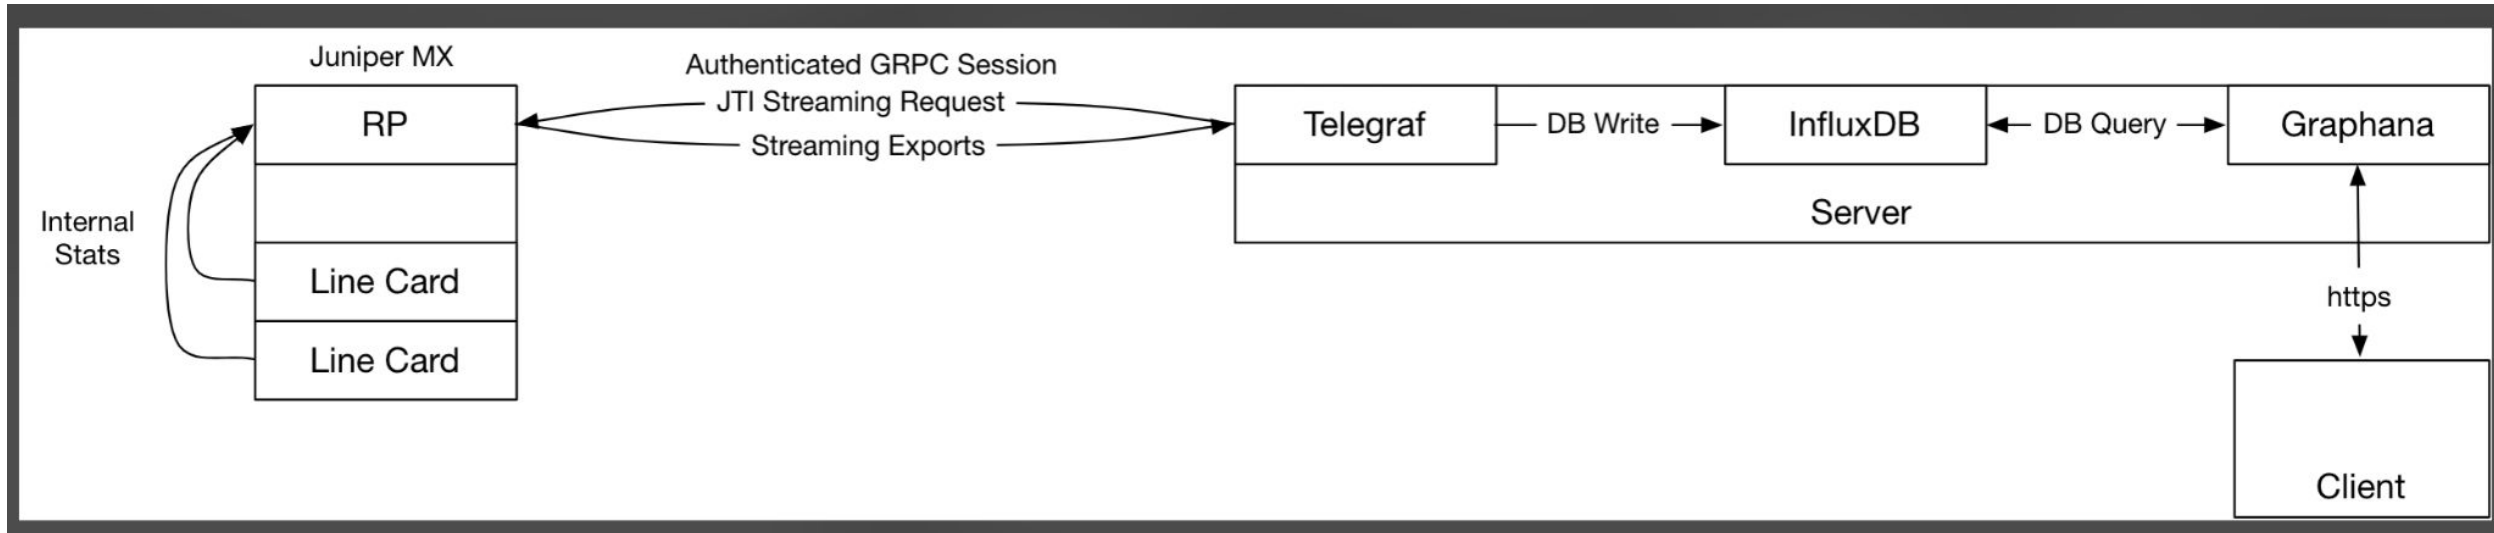 Juniper MX
RP
Line Card
Line Card
Internal
Stats
Authenticated GRPC Session
JTI Streaming Request
Streaming Exports
Telegraf
DB Write
InfluxDB
DB Query
Graphana
Server
https
Client